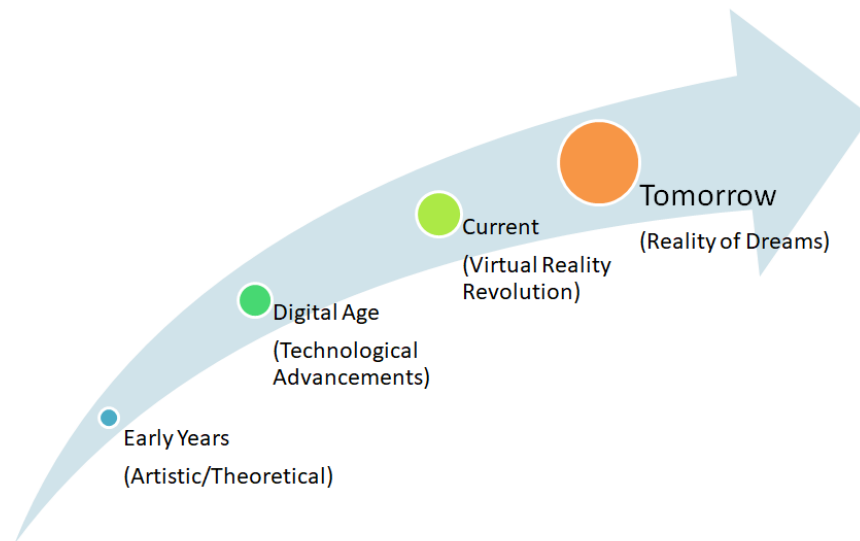 Tomorrow
(Reality of Dreams)
Current
(Virtual Reality
Revolution)
Digital Age
(Technological
Advancements)
Early Years
(Artistic/Theoretical)